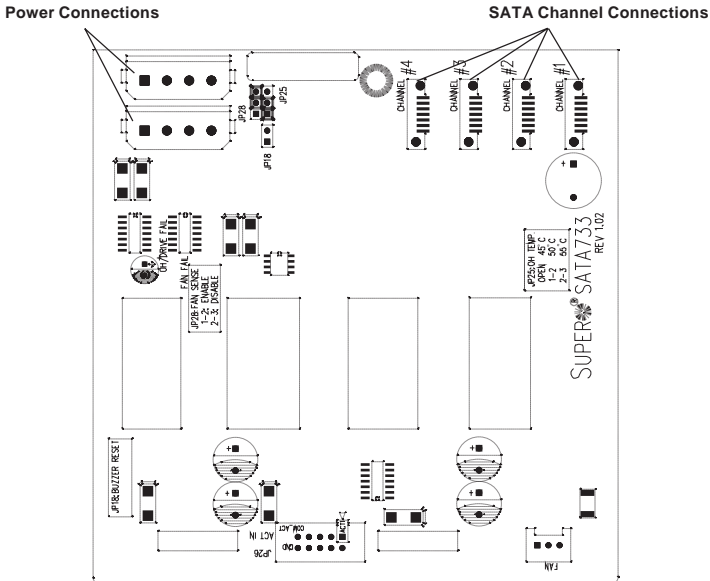 Power Connections
SATA Channel Connections
CHANNEL #4
CHANNEL #3
CHANNEL #2
CHANNEL #1
JP25
JP28
JP18
+
OH/DRIVE FAIL
FAN FAIL
JP28:FAN SENSE
1-2: ENABLE
2-3: DISABLE
JP25:OH TEMP.
OPEN 45°C
1-2 50°C
2-3 55°C
SUPER® SATA733
REV 1.02
JP18:BUZZER RESET
+
+
+
+
ACT IN
COM_ACT
ACT1
JP26
GND
FAN